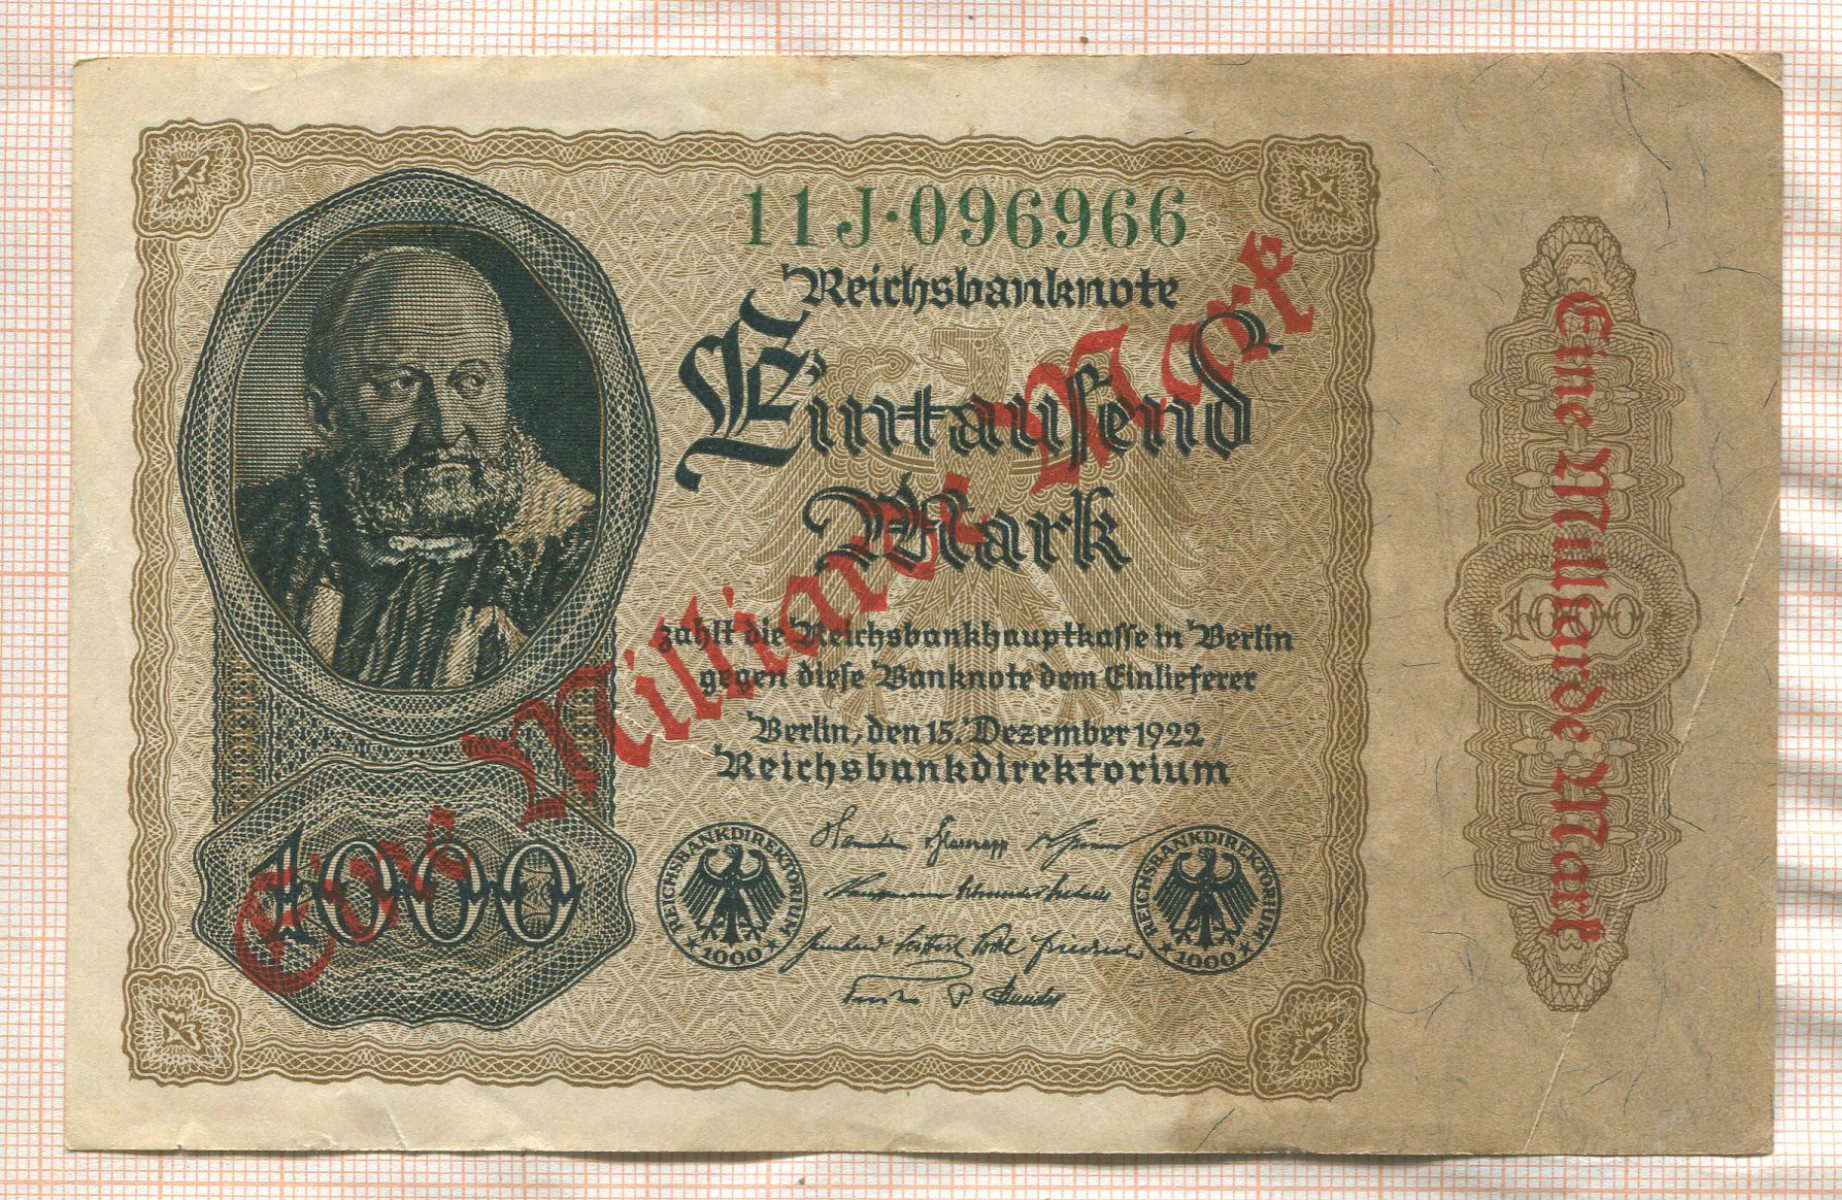 11J·096966
Reichsbanknote
Eintausend
Mark
zahlt die Reichsbankhauptkasse in Berlin
gegen diese Banknote dem Einlieferer
Berlin, den 15. Dezember 1922
Reichsbankdirektorium
1000
REICHSBANKDIREKTORIUM
1000
REICHSBANKDIREKTORIUM
1000
Eine Milliarde Mark
1000
Eine Milliarde Mark